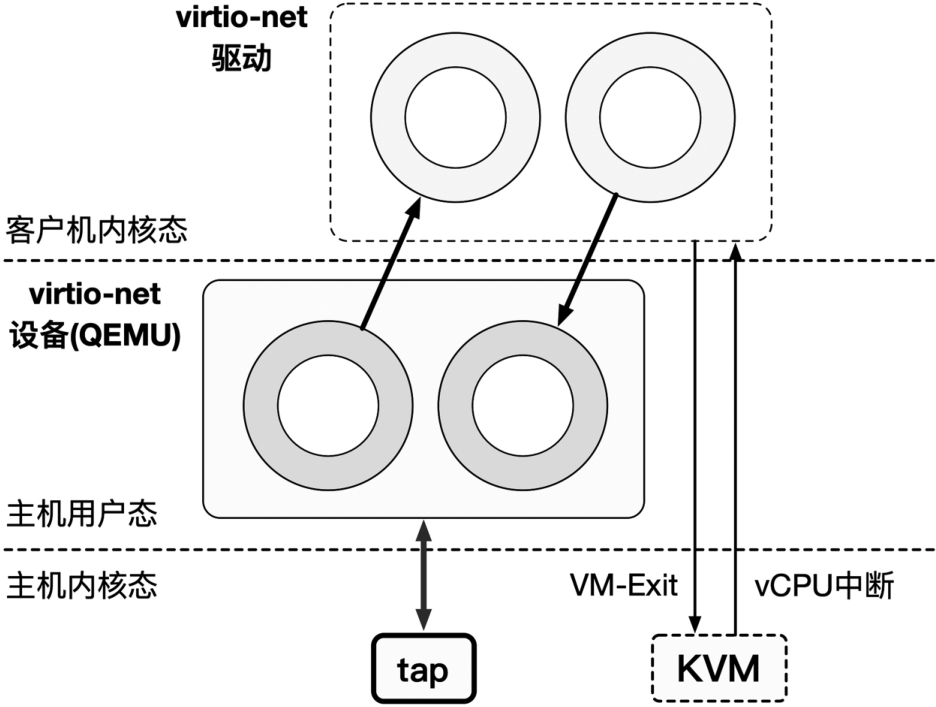 virtio-net
驱动
客户机内核态
virtio-net
设备(QEMU)
主机用户态
主机内核态
VM-Exit
vCPU中断
tap
KVM